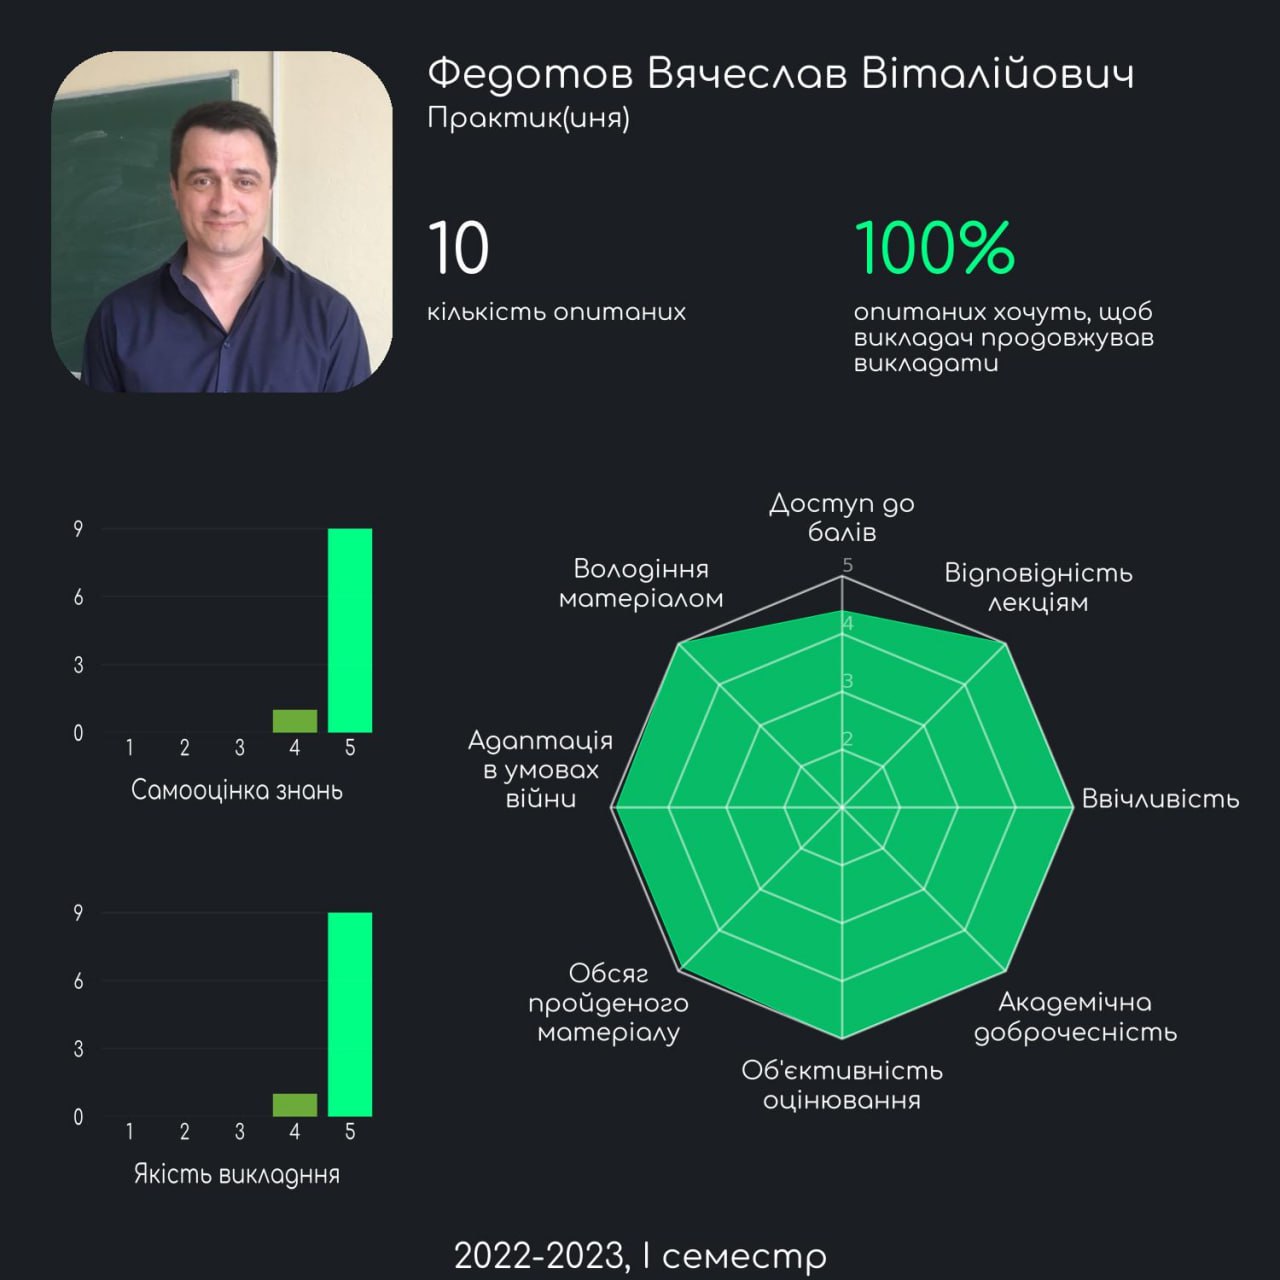 Федотов Вячеслав Віталійович
Практик(иня)
10
кількість опитаних
100%
опитаних хочуть, щоб
викладач продовжував
викладати
9
6
3
0
1 2 3 4 5
Самооцінка знань
9
6
3
0
1 2 3 4 5
Якість викладння
Доступ до
балів
Відповідність
лекціям
Ввічливість
Академічна
доброчесність
Об'єктивність
оцінювання
Обсяг
пройденого
матеріалу
Адаптація
в умовах
війни
Володіння
матеріалом
5
4
3
2
2022-2023, І семестр